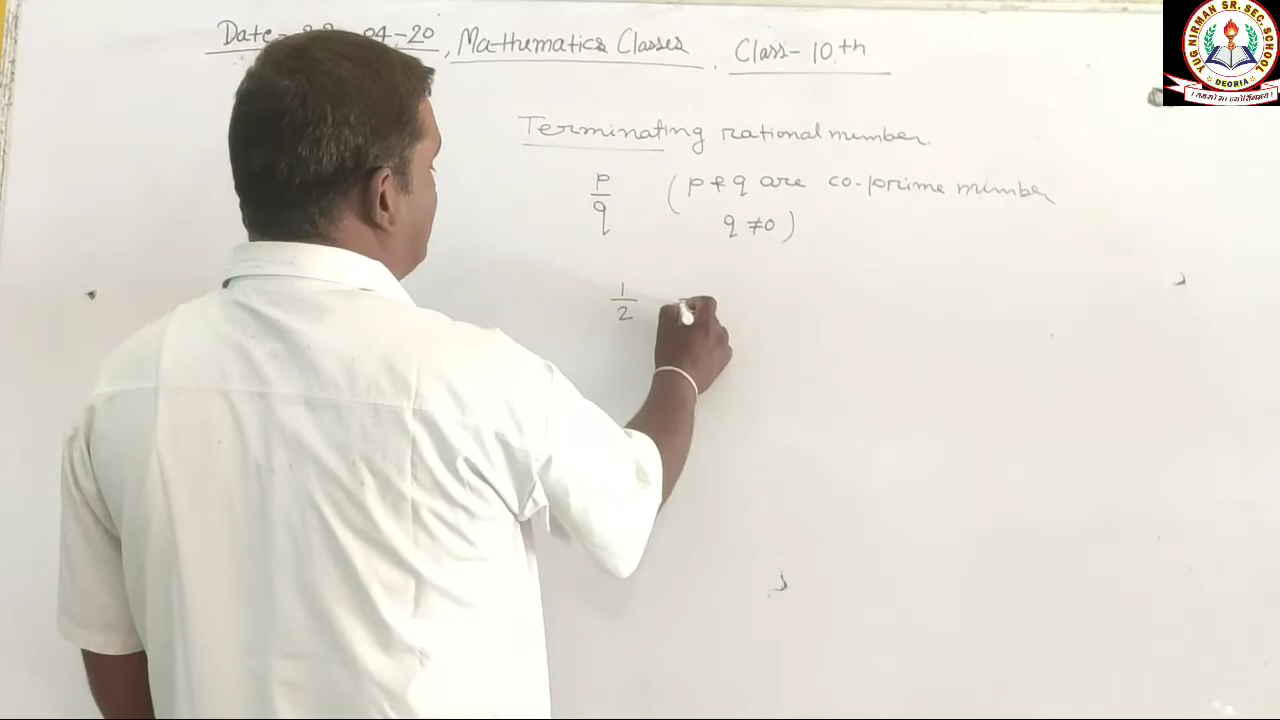 Date - 04-20, Mathematics Classes. Class- 10th
Terminating rational number
p
q
(p & q are co-prime number
q ≠ 0)
1
2
YUG NIRMAN SR. SEC. SCHOOL
DEORIA